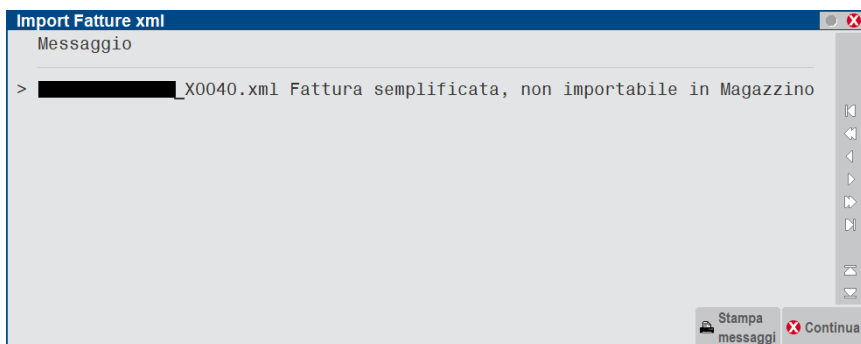 Import Fatture xml
Messaggio
> _X0040.xml Fattura semplificata, non importabile in Magazzino
Stampa
messaggi
Continua